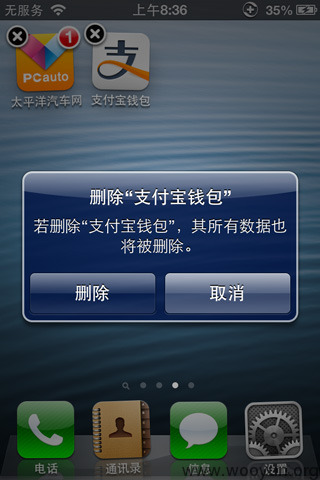 无服务 上午8:36 35%
1
PCauto
太平洋汽车网 支付宝钱包
删除“支付宝钱包”
若删除“支付宝钱包”，其所有数据也
将被删除。
删除 取消
电话 通讯录 信息 设置
www.wooyun.org